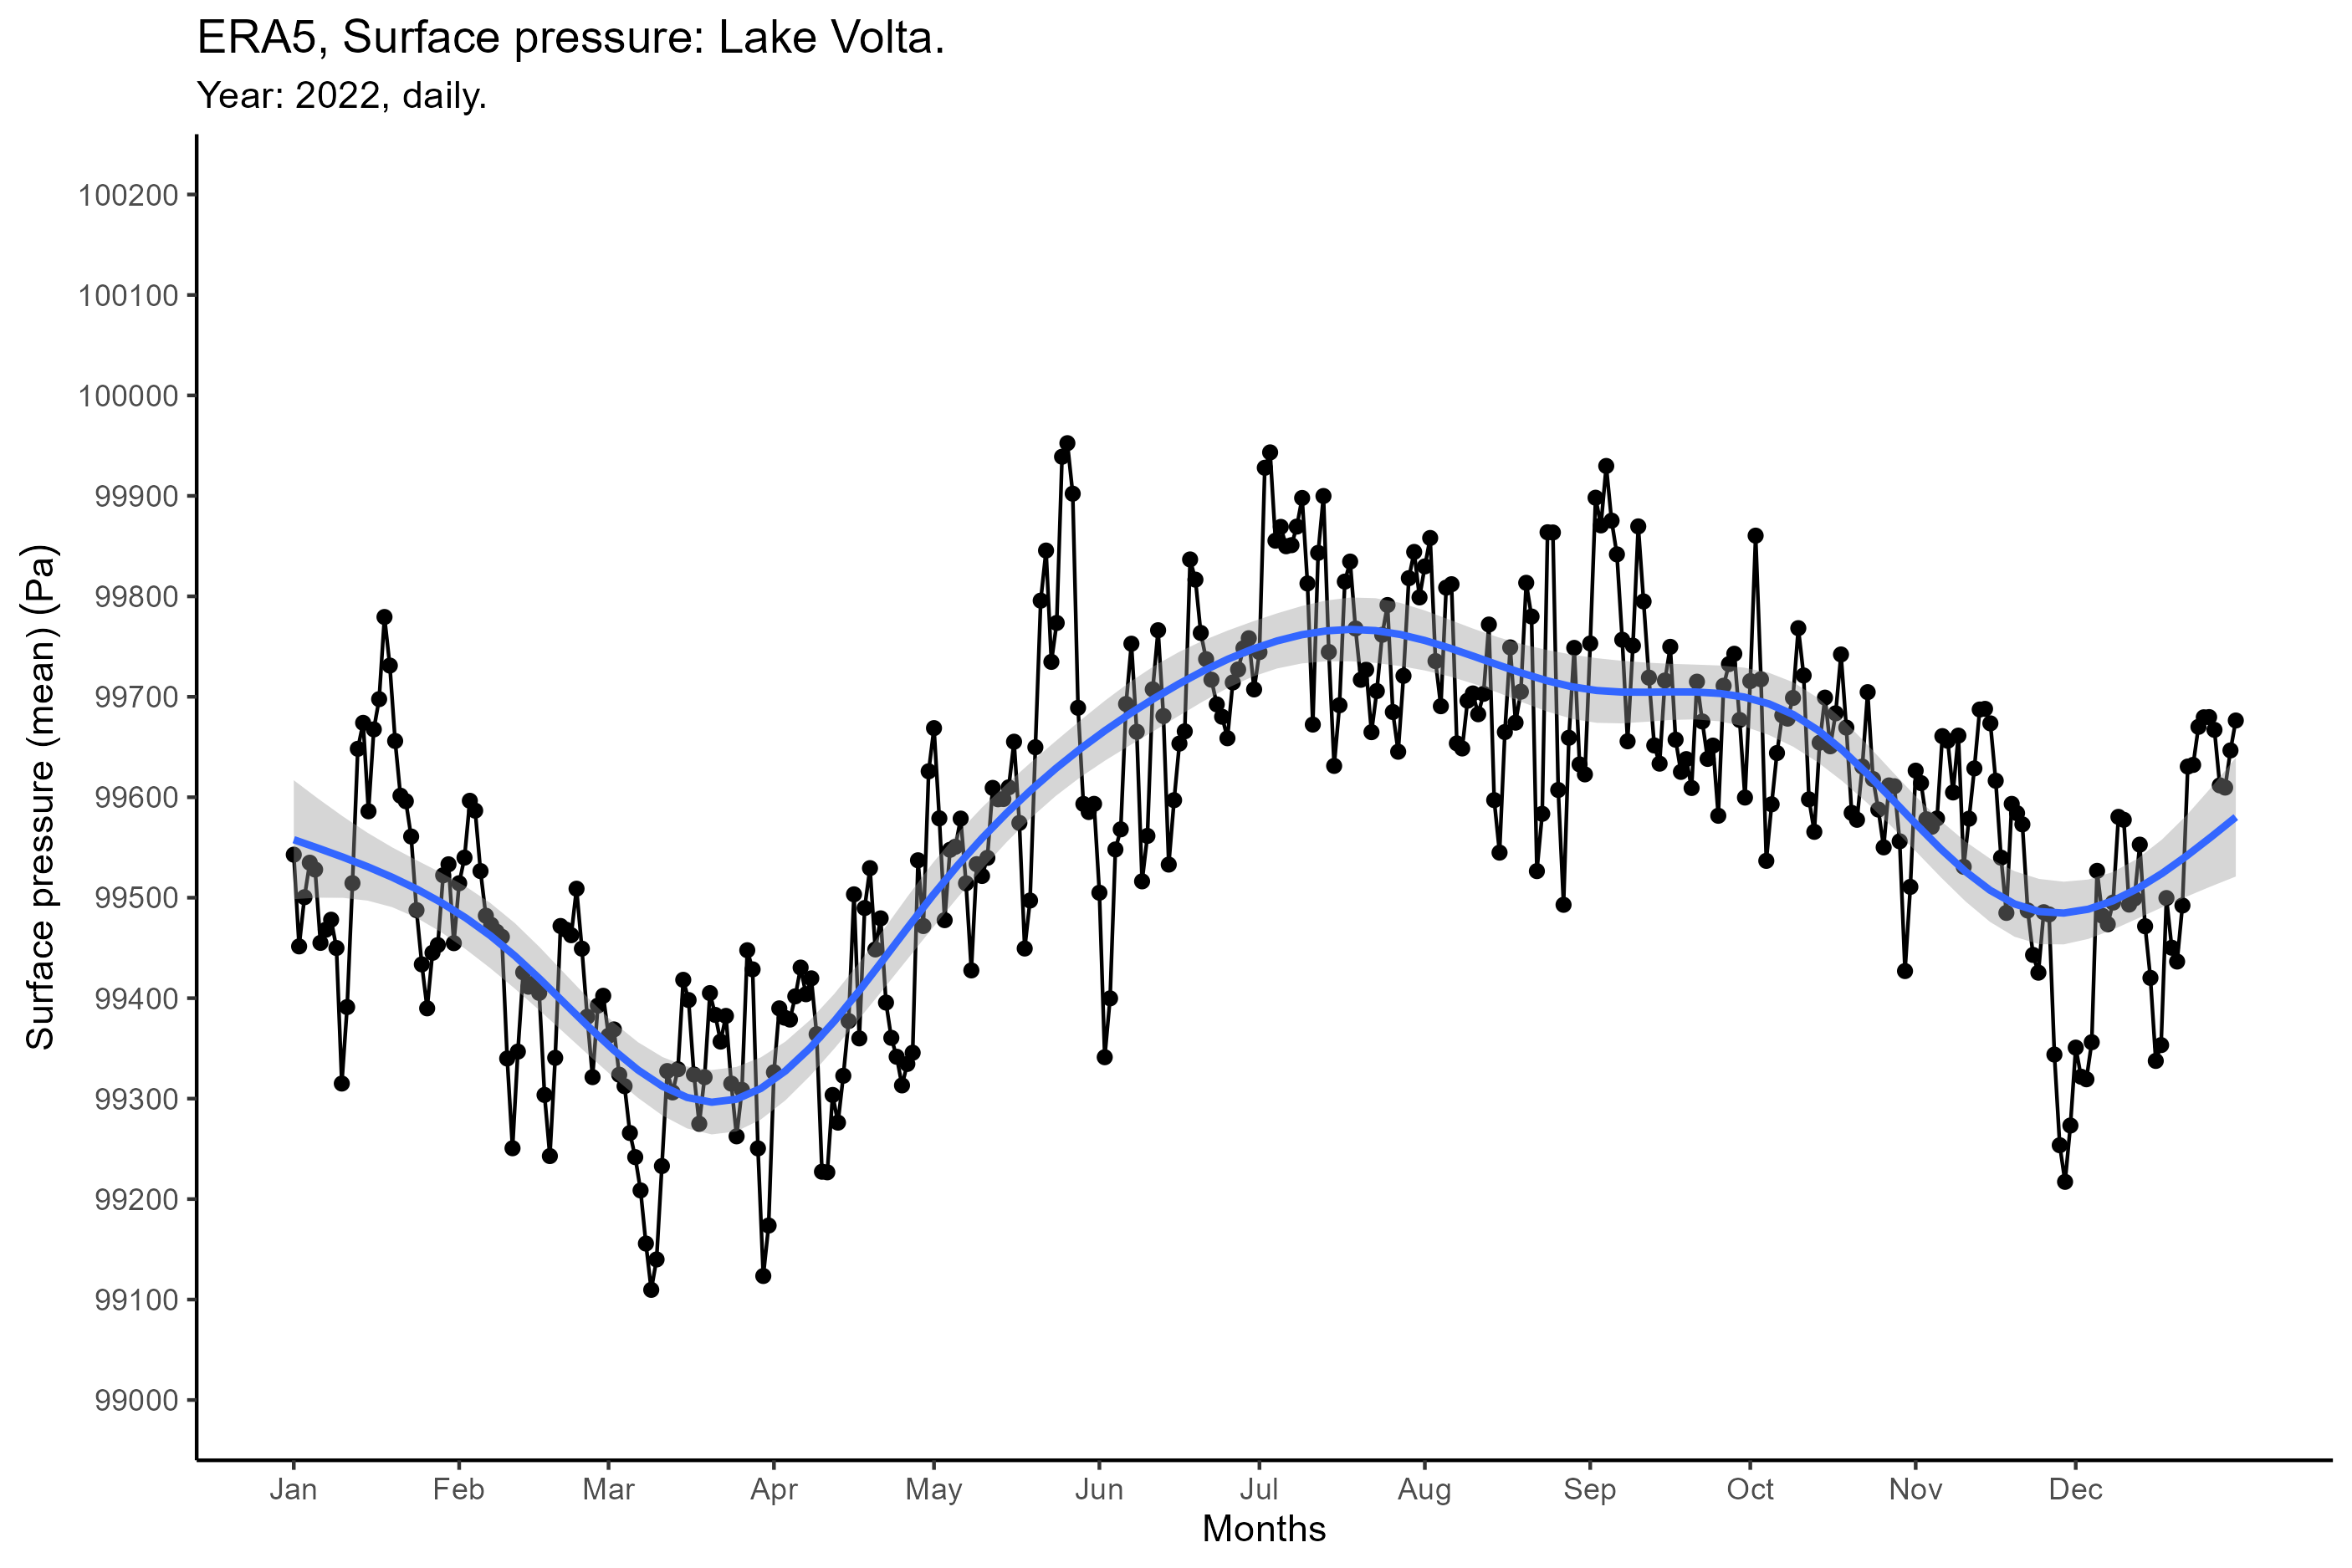 ERA5, Surface pressure: Lake Volta.
Year: 2022, daily.
Surface pressure (mean) (Pa)
100200
100100
100000
99900
99800
99700
99600
99500
99400
99300
99200
99100
99000
Jan Feb Mar Apr May Jun Jul Aug Sep Oct Nov Dec
Months